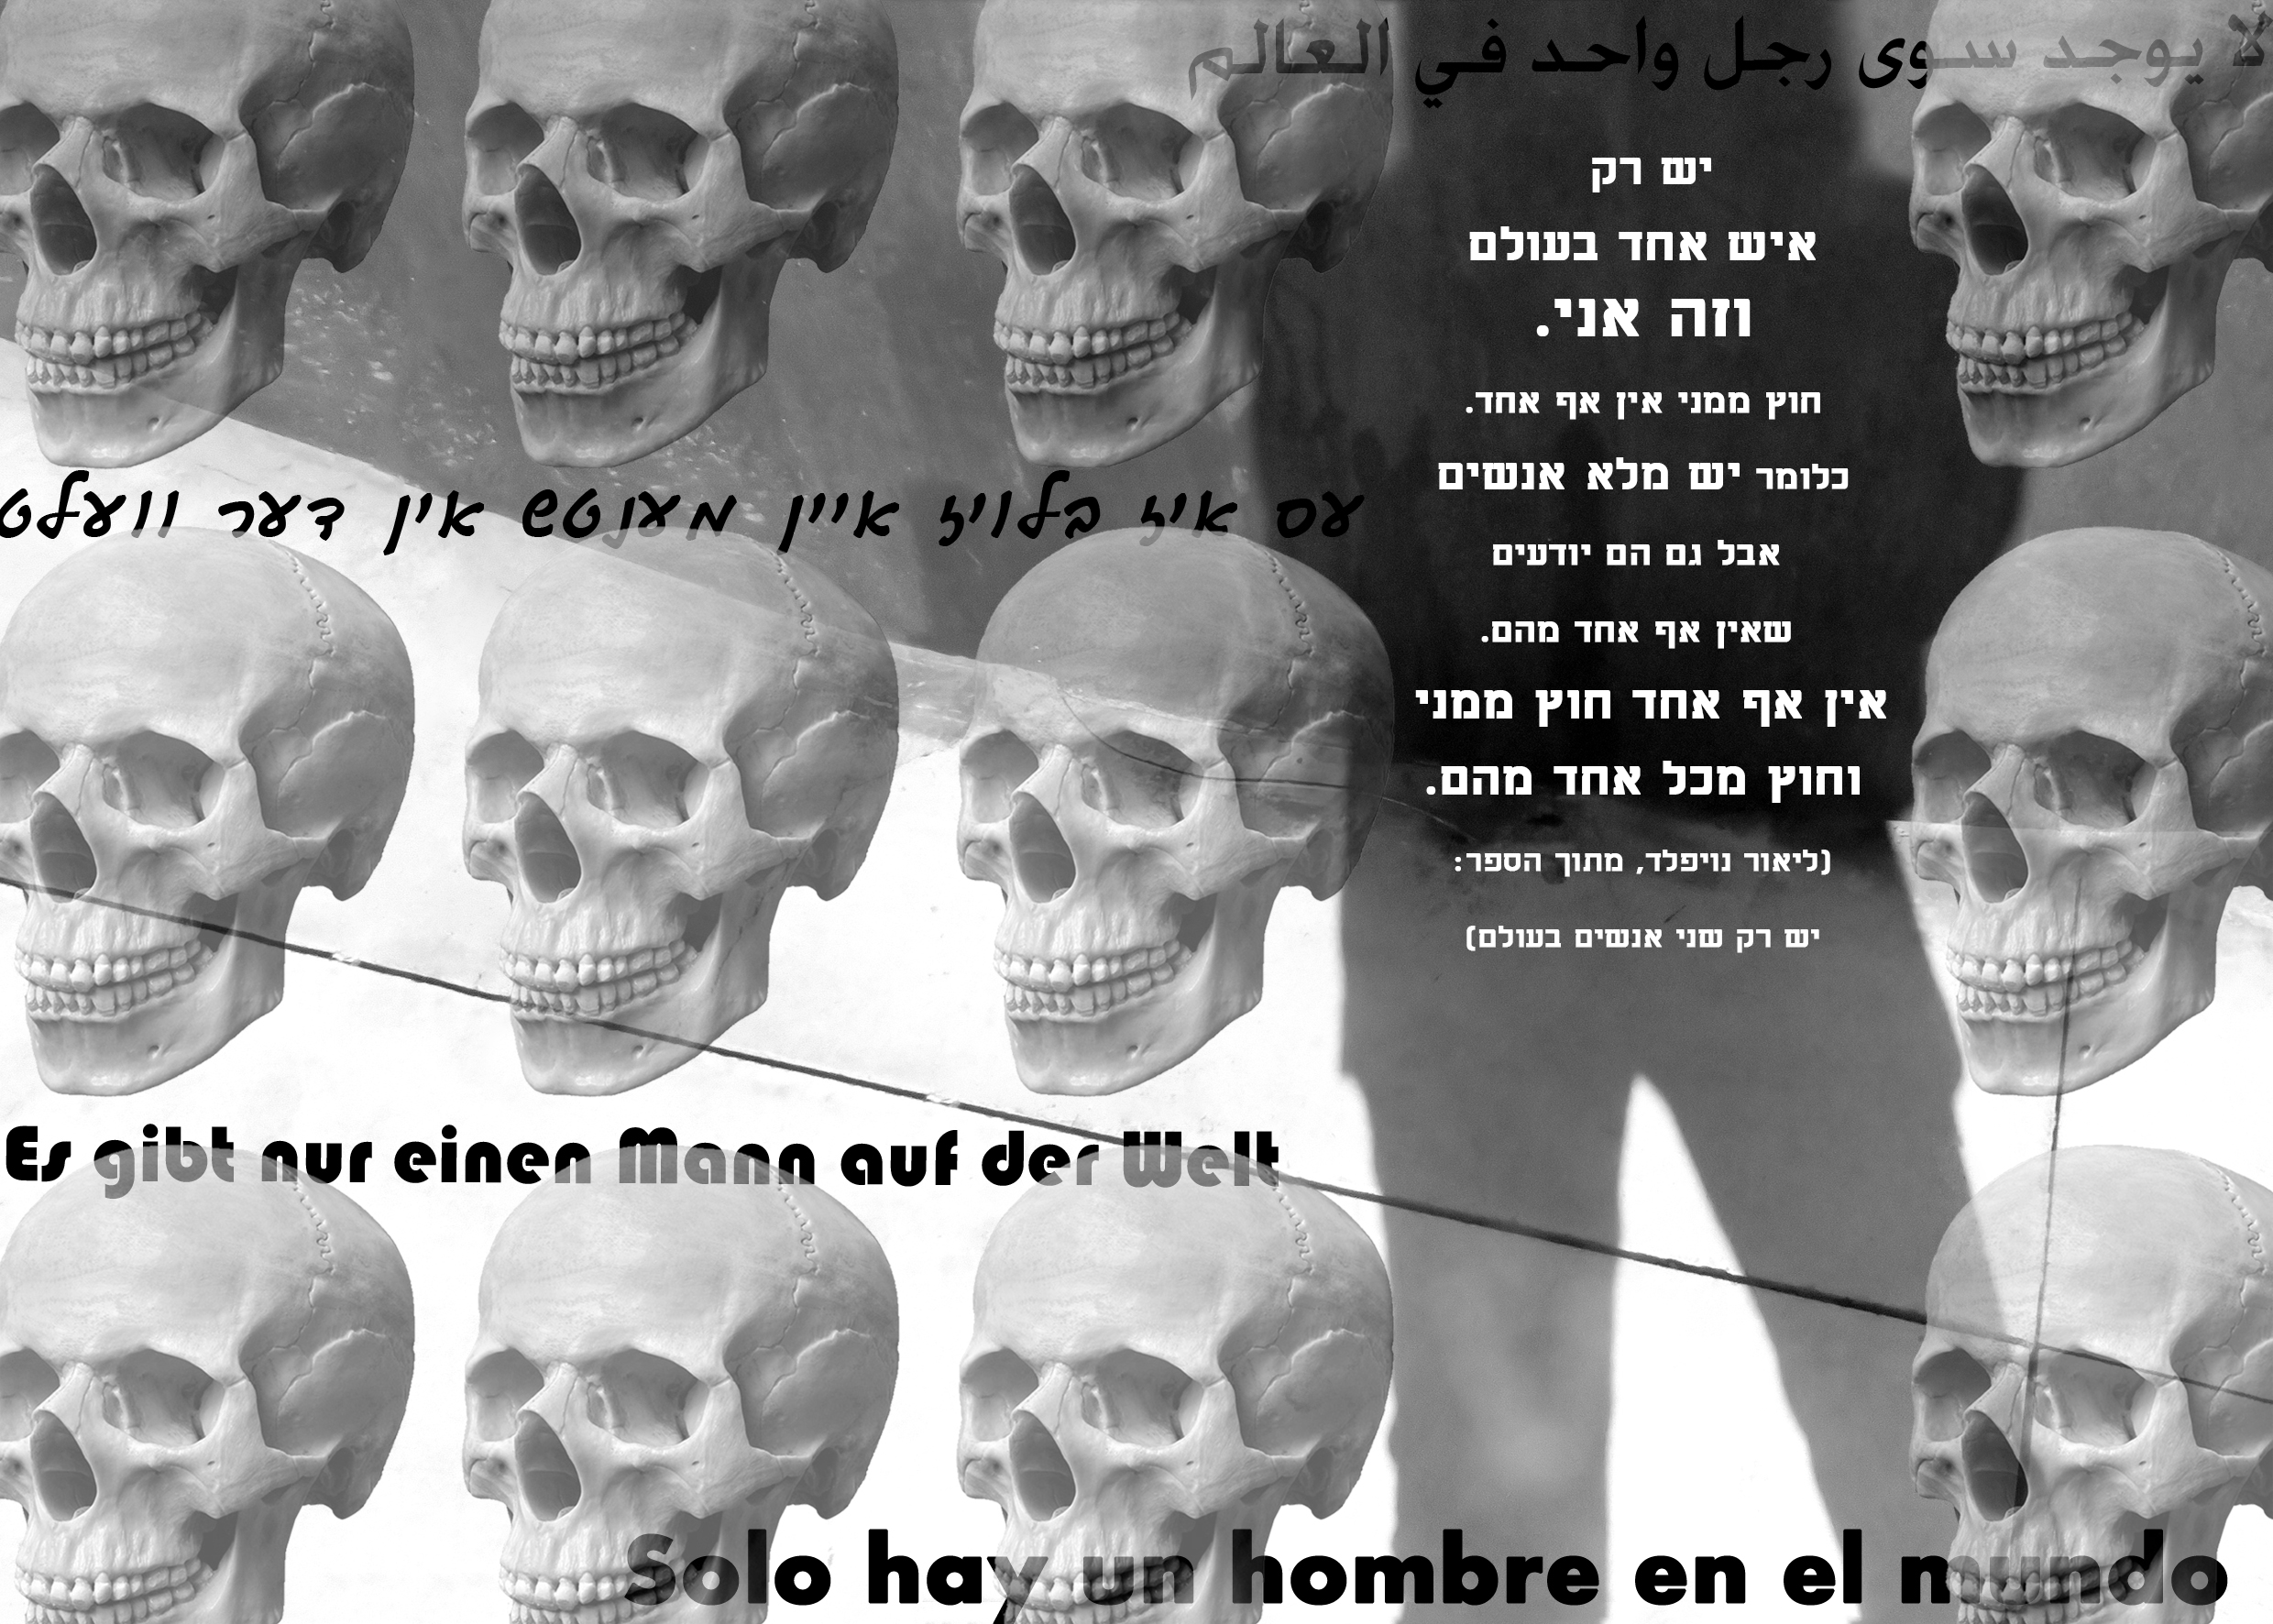 لا يوجد سوى رجل واحد في العالم
יש רק
איש אחד בעולם
וזה אני.
חוץ ממני אין אף אחד.
כלומר יש מלא אנשים
אבל גם הם יודעים
שאין אף אחד מהם.
אין אף אחד חוץ ממני
וחוץ מכל אחד מהם.
(ליאור נויפלד, מתוך הספר:
יש רק שני אנשים בעולם)
עס איז בלויז איין מענטש אין דער וועלט
Es gibt nur einen Mann auf der Welt
Solo hay un hombre en el mundo